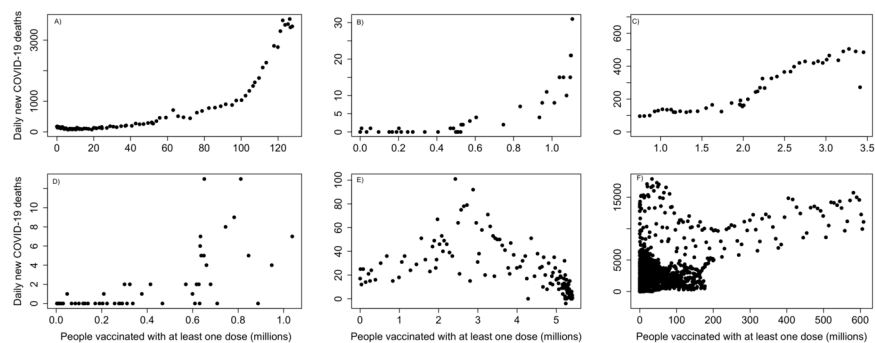 A)
B)
C)
Daily new COVID-19 deaths
0 1000 3000
0 5 10 15 20 25 30
0 200 400 600
0 20 40 60 80 100 120
0.0 0.2 0.4 0.6 0.8 1.0
1.0 1.5 2.0 2.5 3.0 3.5
D)
E)
F)
Daily new COVID-19 deaths
0 2 4 6 8 10
0 20 40 60 80 100
0 5000 15000
0.0 0.2 0.4 0.6 0.8 1.0
0 1 2 3 4 5
0 100 200 300 400 500 600
People vaccinated with at least one dose (millions)
People vaccinated with at least one dose (millions)
People vaccinated with at least one dose (millions)